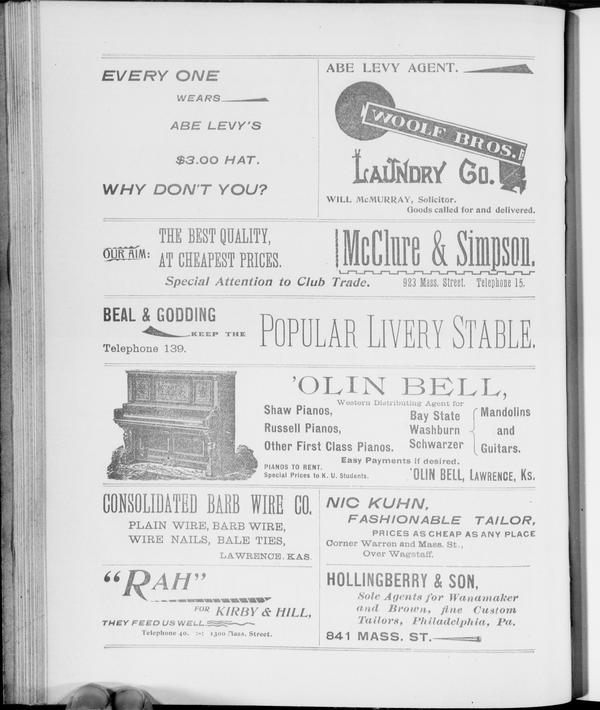 EVERY ONE
WEARS
ABE LEVY'S
$3.00 HAT.
WHY DON'T YOU?
ABE LEVY AGENT.
WOOLF BROS.
LAUNDRY CO.
WILL McMURRAY, Solicitor.
Goods called for and delivered.
OUR AIM:
THE BEST QUALITY,
AT CHEAPEST PRICES.
Special Attention to Club Trade.
McClure & Simpson.
923 Mass. Street. Telephone 15.
BEAL & GODDING
KEEP THE
Telephone 139.
POPULAR LIVERY STABLE.
'OLIN BELL,
Western Distributing Agent for
Shaw Pianos,
Russell Pianos,
Other First Class Pianos.
Bay State
Washburn
Schwarzer
Mandolins
and
Guitars.
Easy Payments if desired.
PIANOS TO RENT.
Special Prices to K. U. Students.
'OLIN BELL, LAWRENCE, KS.
CONSOLIDATED BARB WIRE CO.
PLAIN WIRE, BARB WIRE,
WIRE NAILS, BALE TIES,
LAWRENCE, KAS.
NIC KUHN,
FASHIONABLE TAILOR,
PRICES AS CHEAP AS ANY PLACE
Corner Warren and Mass. St.,
Over Wagstaff.
"RAH"
FOR KIRBY & HILL,
THEY FEED US WELL.
Telephone 40. :-: 1300 Mass. Street.
HOLLINGBERRY & SON,
Sole Agents for Wanamaker
and Brown, fine Custom
Tailors, Philadelphia, Pa.
841 MASS. ST.